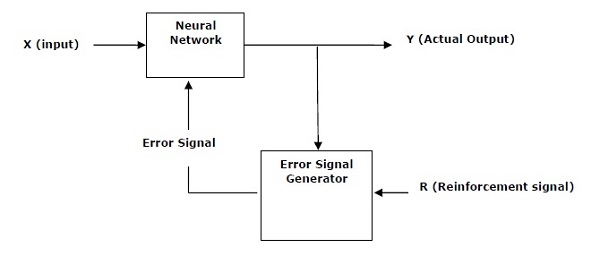 X (input)
Neural
Network
Y (Actual Output)
Error Signal
Error Signal
Generator
R (Reinforcement signal)